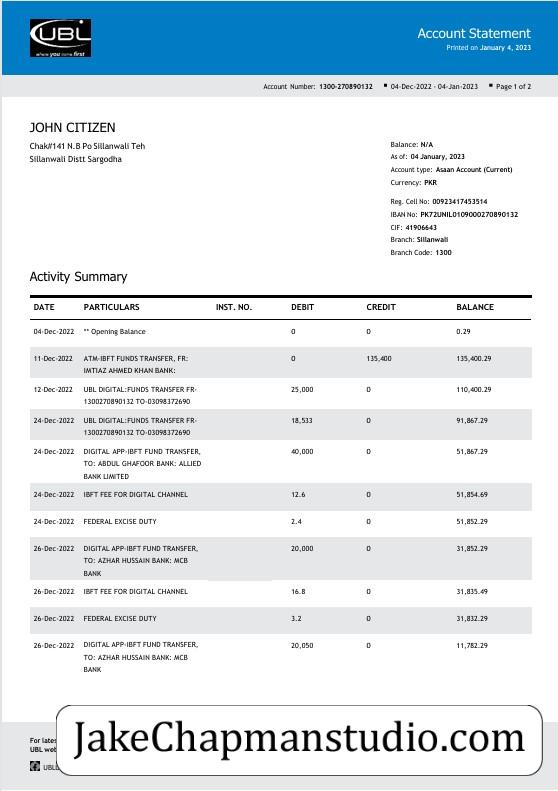 UBL
where you come first
Account Statement
Printed on January 4, 2023
Account Number: 1300-270890132 ▪ 04-Dec-2022 - 04-Jan-2023 ▪ Page 1 of 2
JOHN CITIZEN
Chak#141 N.B Po Sillanwali Teh
Sillanwali Distt Sargodha
Balance: N/A
As of: 04 January, 2023
Account type: Asaan Account (Current)
Currency: PKR
Reg. Cell No: 00923417453514
IBAN No: PK72UNIL0109000270890132
CIF: 41906643
Branch: Sillanwali
Branch Code: 1300
Activity Summary
DATE PARTICULARS INST. NO. DEBIT CREDIT BALANCE
04-Dec-2022 ** Opening Balance 0 0 0.29
11-Dec-2022 ATM-IBFT FUNDS TRANSFER, FR: 0 135,400 135,400.29
IMTIAZ AHMED KHAN BANK:
12-Dec-2022 UBL DIGITAL:FUNDS TRANSFER FR- 25,000 0 110,400.29
1300270890132 TO-03098372690
24-Dec-2022 UBL DIGITAL:FUNDS TRANSFER FR- 18,533 0 91,867.29
1300270890132 TO-03098372690
24-Dec-2022 DIGITAL APP-IBFT FUND TRANSFER, 40,000 0 51,867.29
TO: ABDUL GHAFOOR BANK: ALLIED
BANK LIMITED
24-Dec-2022 IBFT FEE FOR DIGITAL CHANNEL 12.6 0 51,854.69
24-Dec-2022 FEDERAL EXCISE DUTY 2.4 0 51,852.29
26-Dec-2022 DIGITAL APP-IBFT FUND TRANSFER, 20,000 0 31,852.29
TO: AZHAR HUSSAIN BANK: MCB
BANK
26-Dec-2022 IBFT FEE FOR DIGITAL CHANNEL 16.8 0 31,835.49
26-Dec-2022 FEDERAL EXCISE DUTY 3.2 0 31,832.29
26-Dec-2022 DIGITAL APP-IBFT FUND TRANSFER, 20,050 0 11,782.29
TO: AZHAR HUSSAIN BANK: MCB
BANK
For
UBL
JakeChapmanstudio.com